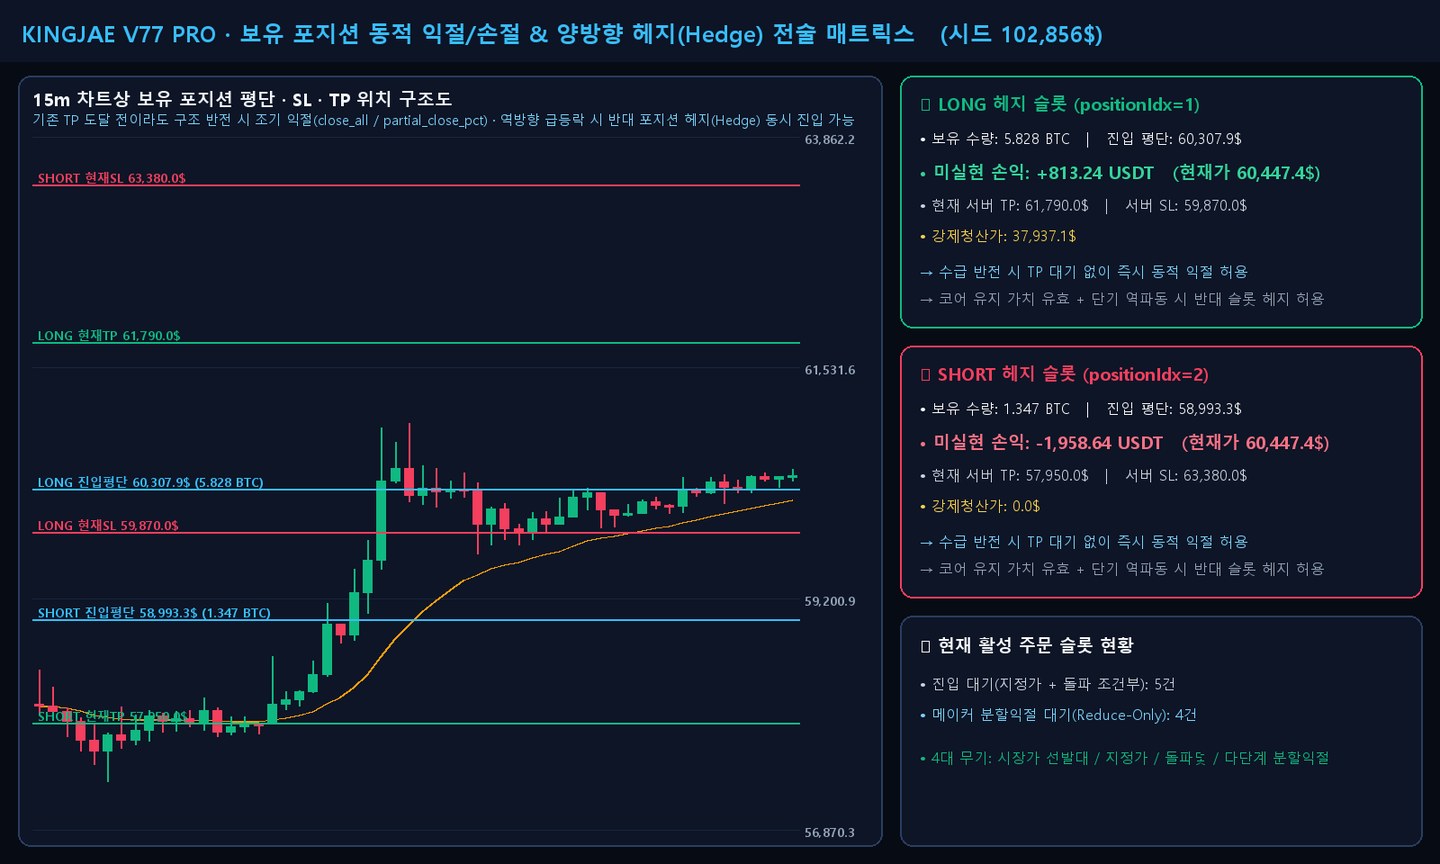 KINGJAE V77 PRO · 보유 포지션 동적 익절/손절 & 양방향 헤지(Hedge) 전술 매트릭스 (시드 102,856$)
15m 차트상 보유 포지션 평단 · SL · TP 위치 구조도
기존 TP 도달 전이라도 구조 반전 시 조기 익절(close_all / partial_close_pct) · 역방향 급등락 시 반대 포지션 헤지(Hedge) 동시 진입 가능
63,862.2
SHORT 현재SL 63,380.0$
LONG 현재TP 61,790.0$
61,531.6
LONG 진입평단 60,307.9$ (5.828 BTC)
LONG 현재SL 59,870.0$
59,200.9
SHORT 진입평단 58,993.3$ (1.347 BTC)
SHORT 현재TP 57,950.0$
56,870.3
LONG 헤지 슬롯 (positionIdx=1)
• 보유 수량: 5.828 BTC | 진입 평단: 60,307.9$
• 미실현 손익: +813.24 USDT (현재가 60,447.4$)
• 현재 서버 TP: 61,790.0$ | 서버 SL: 59,870.0$
• 강제청산가: 37,937.1$
→ 수급 반전 시 TP 대기 없이 즉시 동적 익절 허용
→ 코어 유지 가치 유효 + 단기 역파동 시 반대 슬롯 헤지 허용
SHORT 헤지 슬롯 (positionIdx=2)
• 보유 수량: 1.347 BTC | 진입 평단: 58,993.3$
• 미실현 손익: -1,958.64 USDT (현재가 60,447.4$)
• 현재 서버 TP: 57,950.0$ | 서버 SL: 63,380.0$
• 강제청산가: 0.0$
→ 수급 반전 시 TP 대기 없이 즉시 동적 익절 허용
→ 코어 유지 가치 유효 + 단기 역파동 시 반대 슬롯 헤지 허용
현재 활성 주문 슬롯 현황
• 진입 대기(지정가 + 돌파 조건부): 5건
• 메이커 분할익절 대기(Reduce-Only): 4건
• 4대 무기: 시장가 선발대 / 지정가 / 돌파덫 / 다단계 분할익절